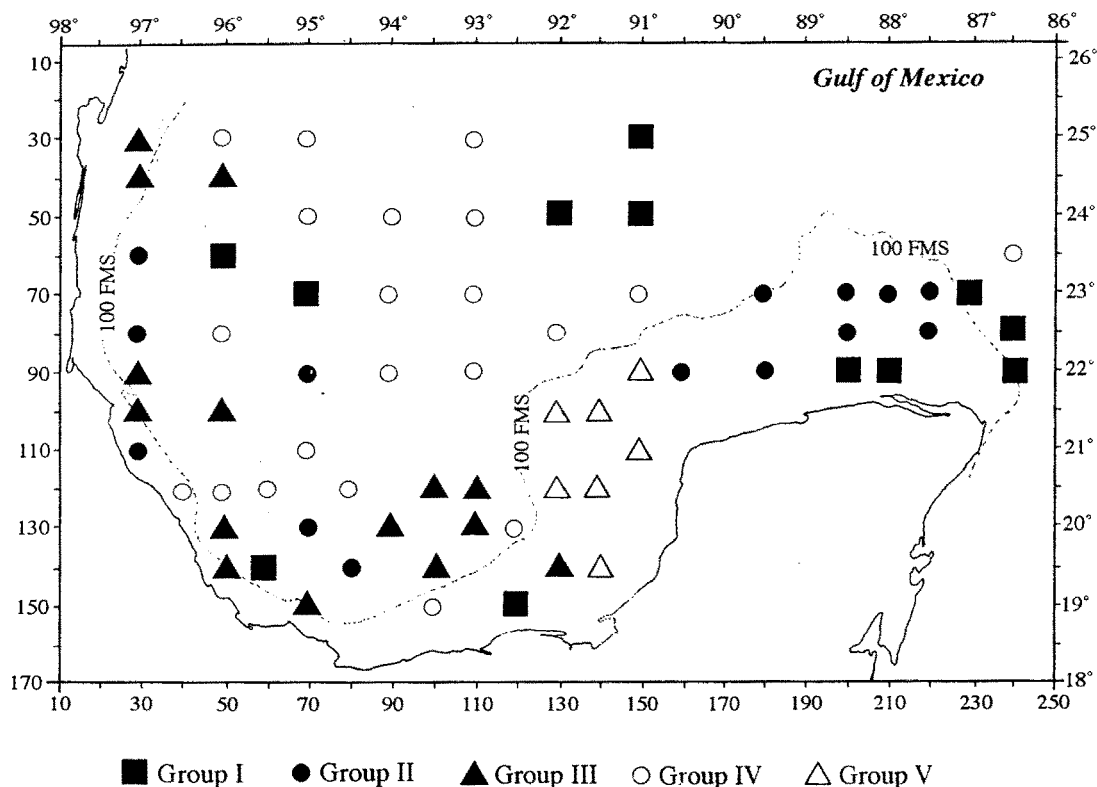 98° 97° 96° 95° 94° 93° 92° 91° 90° 89° 88° 87° 86°
10 26°
Gulf of Mexico
30 25°
50 24°
100 FMS
100 FMS
70 23°
90 22°
100 FMS
110 21°
130 20°
150 19°
170 18°
10 30 50 70 90 110 130 150 170 190 210 230 250
Group I Group II Group III Group IV Group V